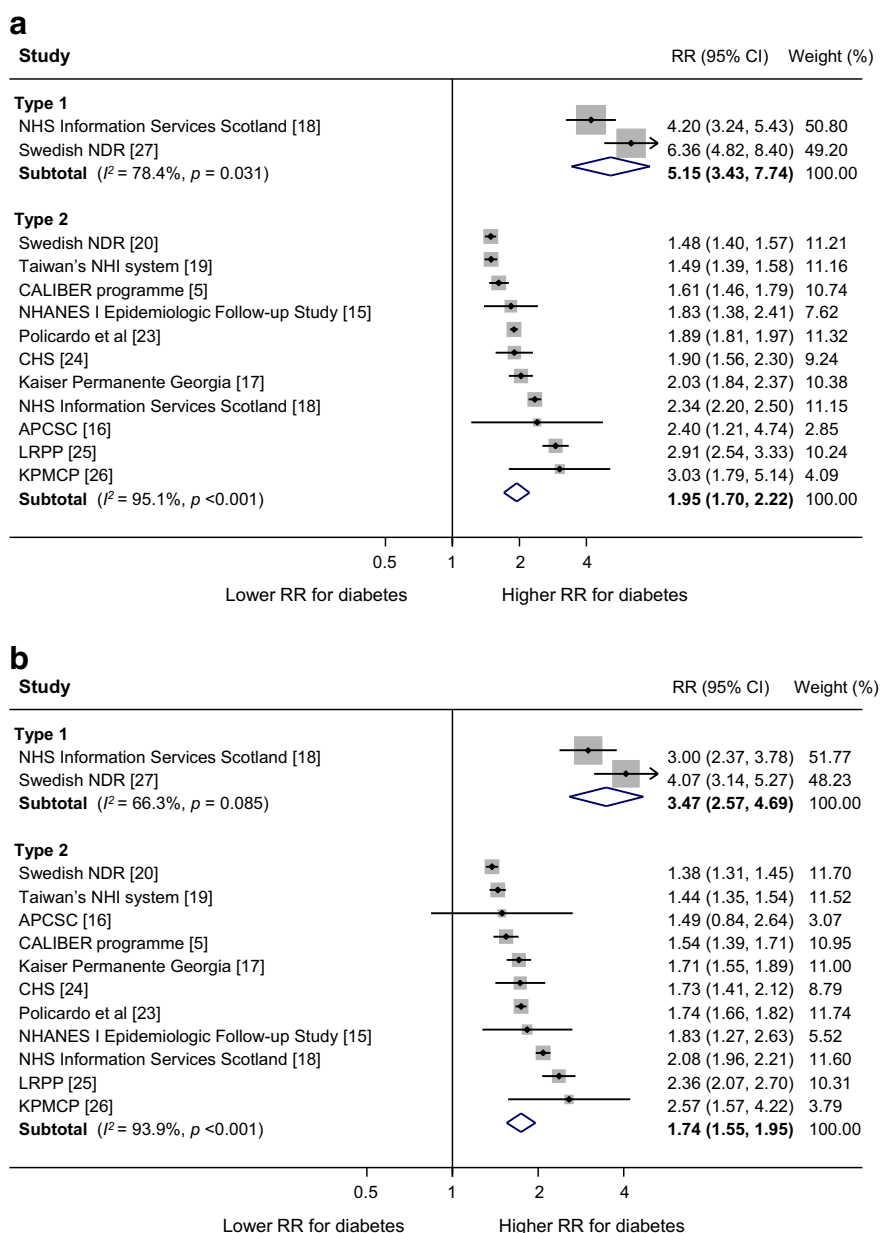 a
Study RR (95% CI) Weight (%)
Type 1
NHS Information Services Scotland [18] 4.20 (3.24, 5.43) 50.80
Swedish NDR [27] 6.36 (4.82, 8.40) 49.20
Subtotal (I² = 78.4%, p = 0.031) 5.15 (3.43, 7.74) 100.00
Type 2
Swedish NDR [20] 1.48 (1.40, 1.57) 11.21
Taiwan's NHI system [19] 1.49 (1.39, 1.58) 11.16
CALIBER programme [5] 1.61 (1.46, 1.79) 10.74
NHANES I Epidemiologic Follow-up Study [15] 1.83 (1.38, 2.41) 7.62
Policardo et al [23] 1.89 (1.81, 1.97) 11.32
CHS [24] 1.90 (1.56, 2.30) 9.24
Kaiser Permanente Georgia [17] 2.03 (1.84, 2.37) 10.38
NHS Information Services Scotland [18] 2.34 (2.20, 2.50) 11.15
APCSC [16] 2.40 (1.21, 4.74) 2.85
LRPP [25] 2.91 (2.54, 3.33) 10.24
KPMCP [26] 3.03 (1.79, 5.14) 4.09
Subtotal (I² = 95.1%, p <0.001) 1.95 (1.70, 2.22) 100.00
0.5 1 2 4
Lower RR for diabetes Higher RR for diabetes
b
Study RR (95% CI) Weight (%)
Type 1
NHS Information Services Scotland [18] 3.00 (2.37, 3.78) 51.77
Swedish NDR [27] 4.07 (3.14, 5.27) 48.23
Subtotal (I² = 66.3%, p = 0.085) 3.47 (2.57, 4.69) 100.00
Type 2
Swedish NDR [20] 1.38 (1.31, 1.45) 11.70
Taiwan's NHI system [19] 1.44 (1.35, 1.54) 11.52
APCSC [16] 1.49 (0.84, 2.64) 3.07
CALIBER programme [5] 1.54 (1.39, 1.71) 10.95
Kaiser Permanente Georgia [17] 1.71 (1.55, 1.89) 11.00
CHS [24] 1.73 (1.41, 2.12) 8.79
Policardo et al [23] 1.74 (1.66, 1.82) 11.74
NHANES I Epidemiologic Follow-up Study [15] 1.83 (1.27, 2.63) 5.52
NHS Information Services Scotland [18] 2.08 (1.96, 2.21) 11.60
LRPP [25] 2.36 (2.07, 2.70) 10.31
KPMCP [26] 2.57 (1.57, 4.22) 3.79
Subtotal (I² = 93.9%, p <0.001) 1.74 (1.55, 1.95) 100.00
0.5 1 2 4
Lower RR for diabetes Higher RR for diabetes